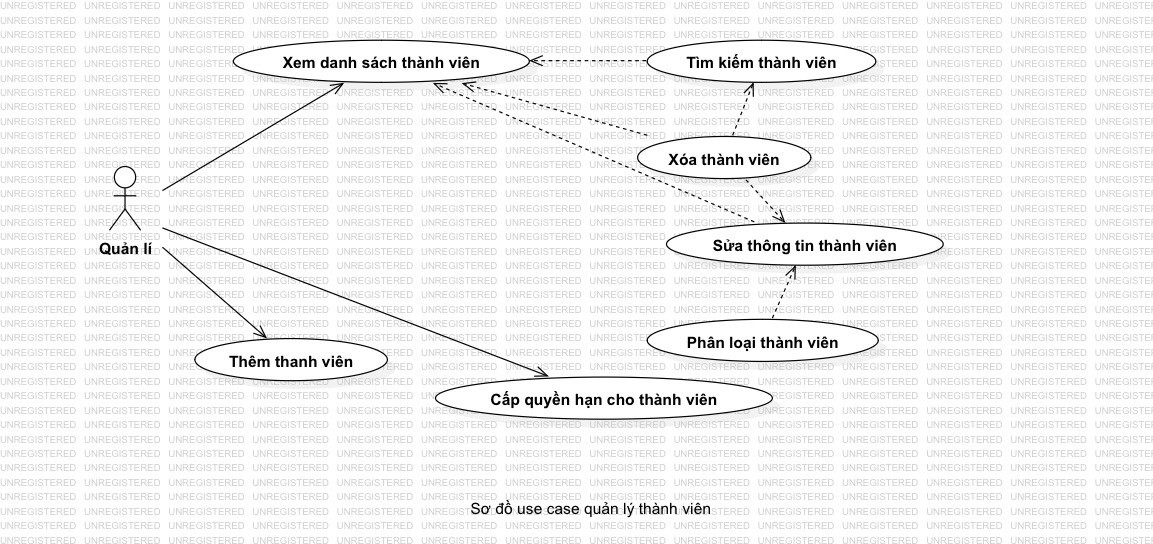 Xem danh sách thành viên
Tìm kiếm thành viên
Xóa thành viên
Quản lí
Sửa thông tin thành viên
Phân loại thành viên
Thêm thanh viên
Cấp quyền hạn cho thành viên
Sơ đồ use case quản lý thành viên
UNREGISTERED